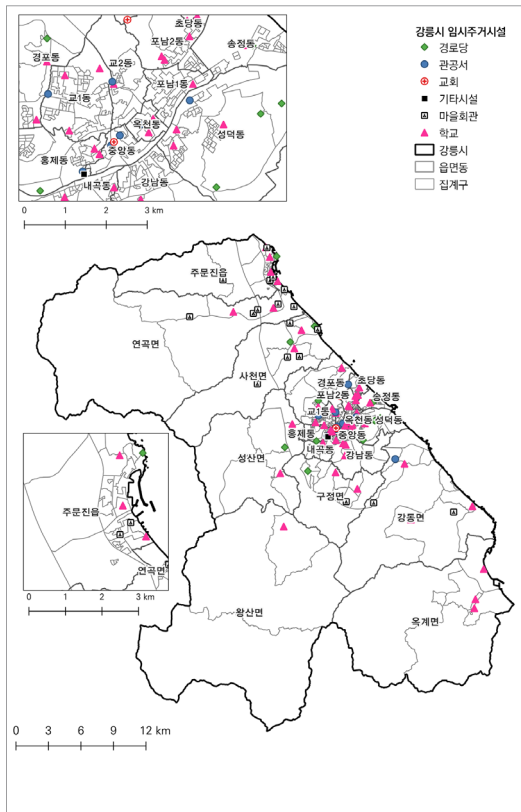 강릉시 임시주거시설
경로당
관공서
교회
기타시설
마을회관
학교
강릉시
읍면동
집계구
초당동
포남2동
송정동
경포동
교2동
포남1동
교1동
옥천동
성덕동
중앙동
홍제동
내곡동
강남동
0 1 2 3 km
주문진읍
연곡면
사천면
경포동
초당동
포남2동
송정동
교1동
옥천동
성덕동
홍제동
중앙동
내곡동
강남동
성산면
구정면
강동면
왕산면
옥계면
주문진읍
연곡면
0 1 2 3 km
0 3 6 9 12 km